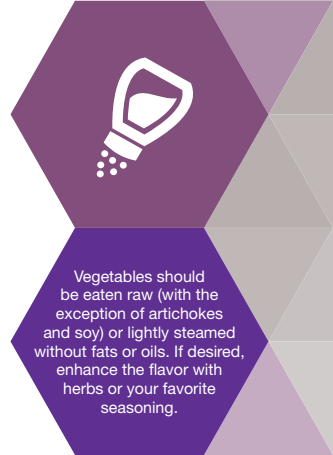 Vegetables should
be eaten raw (with the
exception of artichokes
and soy) or lightly steamed
without fats or oils. If desired,
enhance the flavor with
herbs or your favorite
seasoning.